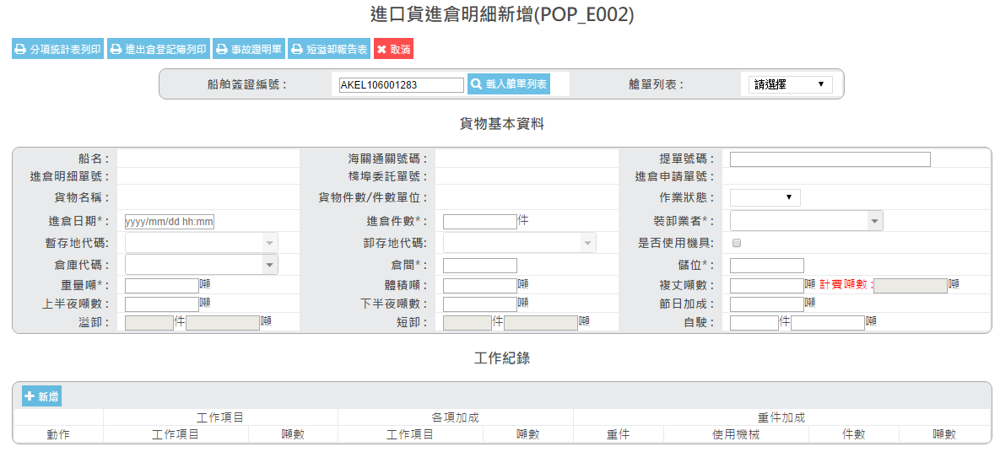 進口貨進倉明細新增(POP_E002)
分項統計表列印 進出倉登記簿列印 事故證明單 短溢卸報告表 取消
船舶簽證編號： AKEL106001283 載入艙單列表 艙單列表： 請選擇
貨物基本資料
船名： 海關通關號碼： 提單號碼：
進倉明細單號： 棧埠委託單號： 進倉申請單號：
貨物名稱： 貨物件數/件數單位： 作業狀態：
進倉日期*： yyyy/mm/dd hh:mm 進倉件數*： 件 裝卸業者*：
暫存地代碼: 卸存地代碼: 是否使用機具:
倉庫代碼： 倉間*： 儲位*：
重量噸*： 噸 體積噸： 噸 複丈噸數： 噸 計費噸數： 噸
上半夜噸數： 噸 下半夜噸數： 噸 節日加成： 噸
溢卸： 件 噸 短卸： 件 噸 自駛： 件 噸
工作紀錄
新增
工作項目 各項加成 重件加成
動作 工作項目 噸數 工作項目 噸數 重件 使用機械 件數 噸數